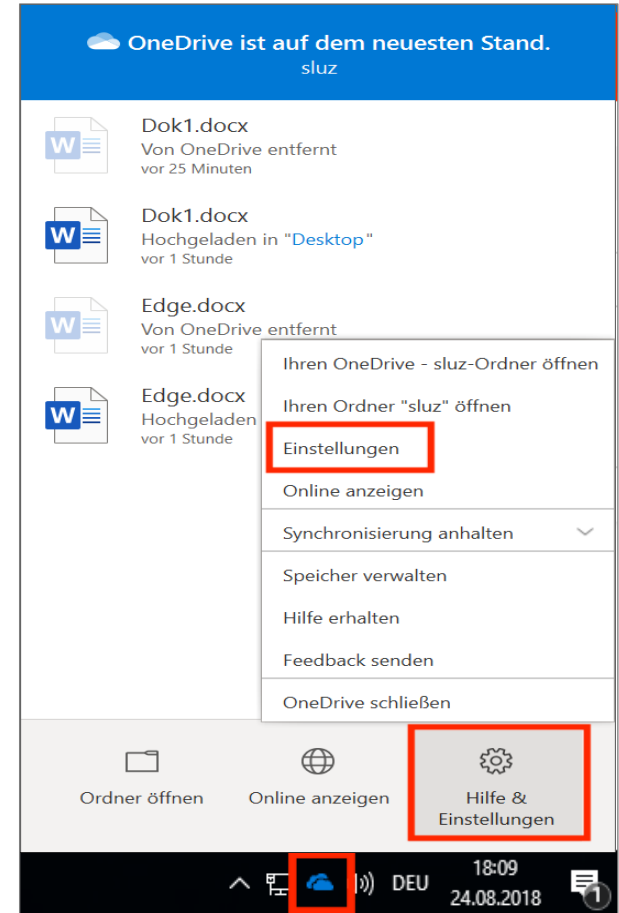 OneDrive ist auf dem neuesten Stand.
sluz
Dok1.docx
Von OneDrive entfernt
vor 25 Minuten
Dok1.docx
Hochgeladen in "Desktop"
vor 1 Stunde
Edge.docx
Von OneDrive entfernt
vor 1 Stunde
Edge.docx
Hochgeladen
vor 1 Stunde
Ihren OneDrive - sluz-Ordner öffnen
Ihren Ordner "sluz" öffnen
Einstellungen
Online anzeigen
Synchronisierung anhalten
Speicher verwalten
Hilfe erhalten
Feedback senden
OneDrive schließen
Ordner öffnen
Online anzeigen
Hilfe &
Einstellungen
DEU
18:09
24.08.2018
1